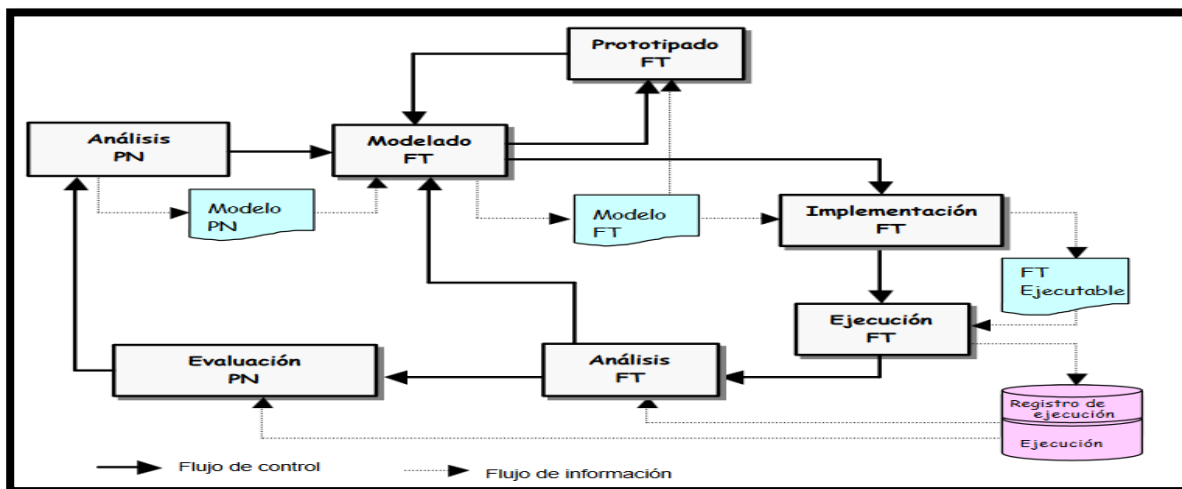 Prototipado
FT
Análisis
PN
Modelado
FT
Modelo
PN
Modelo
FT
Implementación
FT
FT
Ejecutable
Ejecución
FT
Evaluación
PN
Análisis
FT
Registro de
ejecución
Ejecución
Flujo de control
Flujo de información